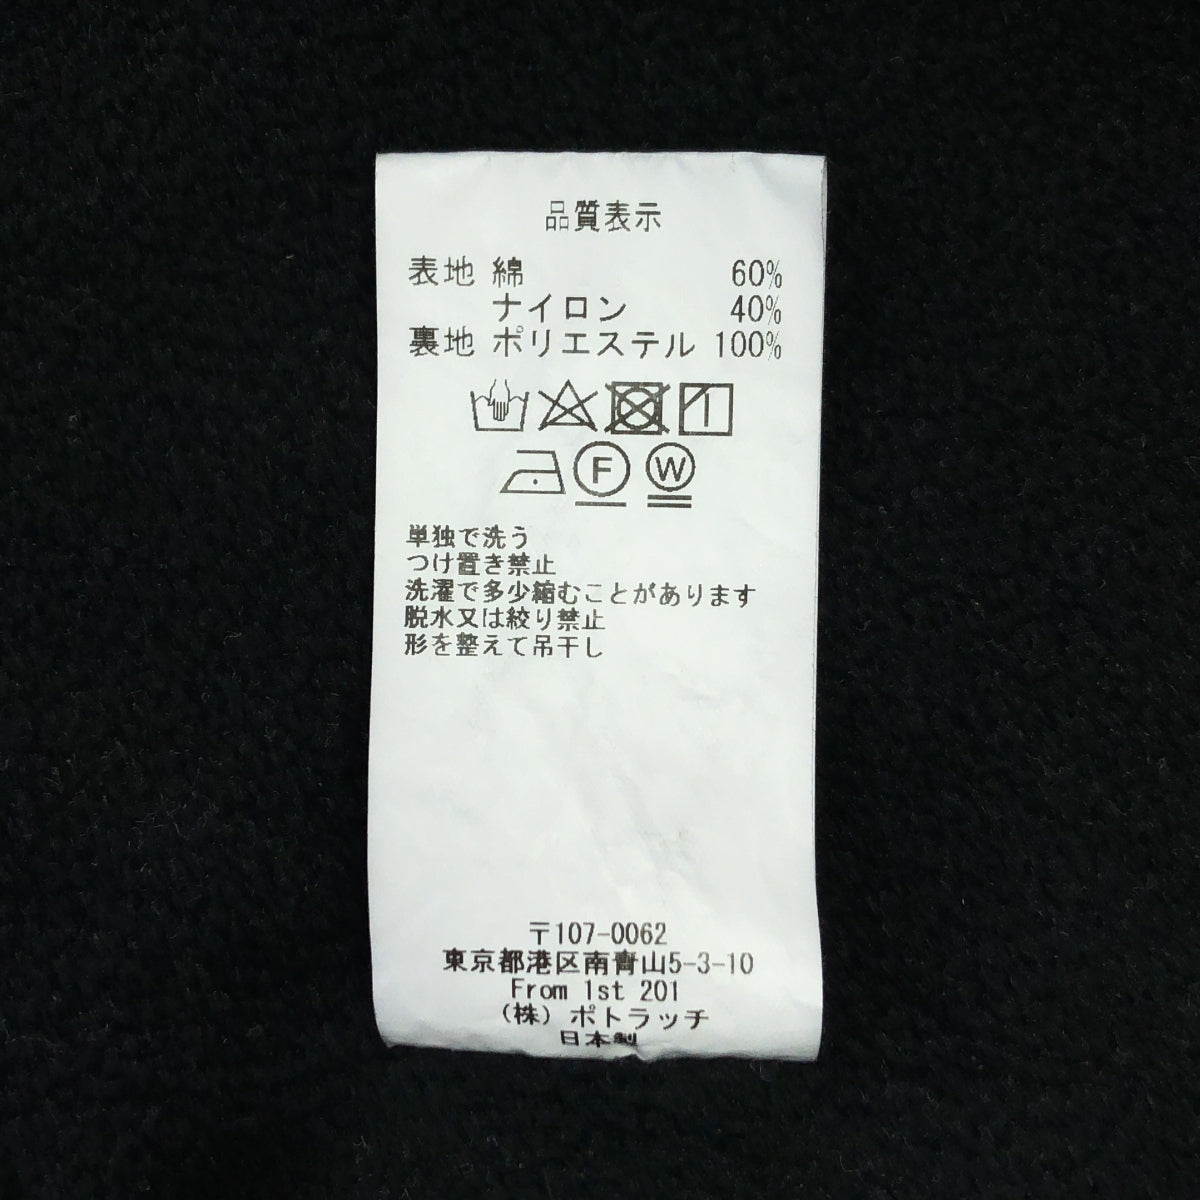 品質表示
表地 綿 60%
ナイロン 40%
裏地 ポリエステル 100%
F W
単独で洗う
つけ置き禁止
洗濯で多少縮むことがあります
脱水又は絞り禁止
形を整えて吊干し
〒107-0062
東京都港区南青山5-3-10
From 1st 201
(株) ポトラッチ
日本製